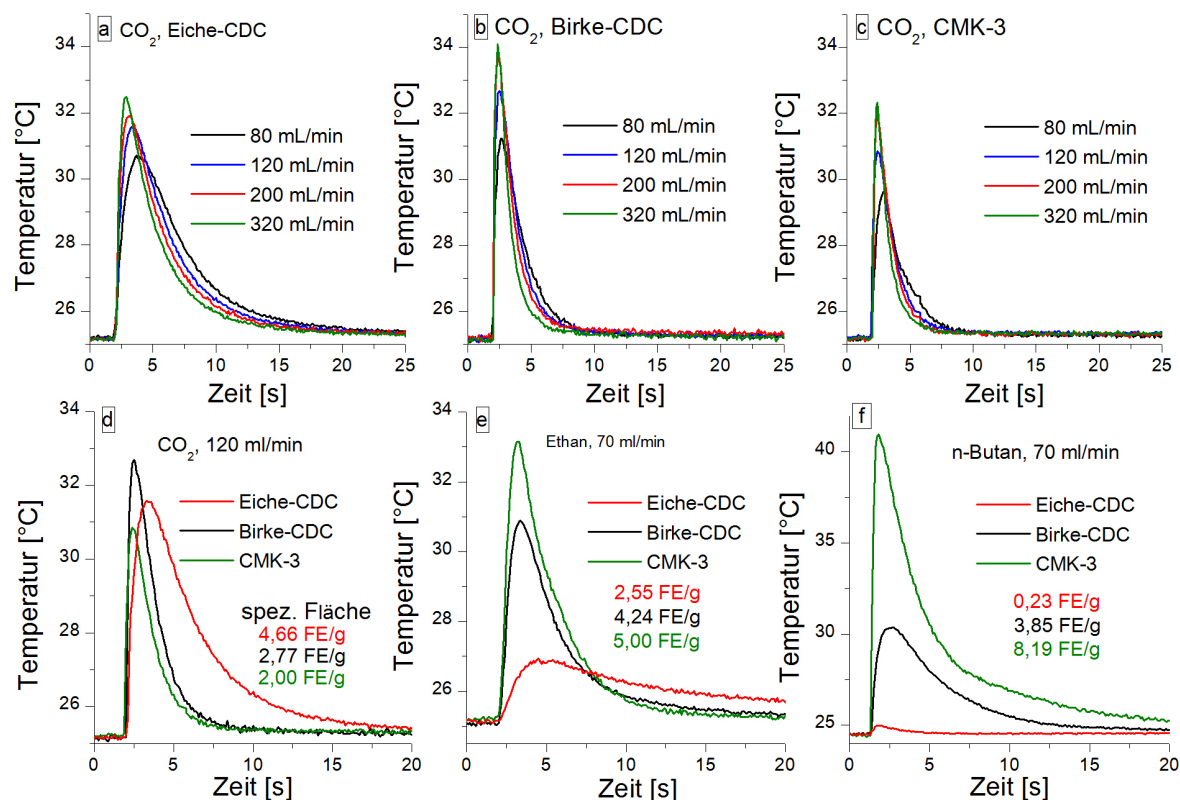 a CO₂, Eiche-CDC
34
32
30
28
26
Temperatur [°C]
80 mL/min
120 mL/min
200 mL/min
320 mL/min
0 5 10 15 20 25
Zeit [s]
b CO₂, Birke-CDC
34
32
30
28
26
Temperatur [°C]
80 mL/min
120 mL/min
200 mL/min
320 mL/min
0 5 10 15 20 25
Zeit [s]
c CO₂, CMK-3
34
32
30
28
26
Temperatur [°C]
80 mL/min
120 mL/min
200 mL/min
320 mL/min
0 5 10 15 20 25
Zeit [s]
d
CO₂, 120 ml/min
34
32
30
28
26
Temperatur [°C]
Eiche-CDC
Birke-CDC
CMK-3
spez. Fläche
4,66 FE/g
2,77 FE/g
2,00 FE/g
0 5 10 15 20
Zeit [s]
e
Ethan, 70 ml/min
34
32
30
28
26
Temperatur [°C]
Eiche-CDC
Birke-CDC
CMK-3
2,55 FE/g
4,24 FE/g
5,00 FE/g
0 5 10 15 20
Zeit [s]
f
n-Butan, 70 ml/min
40
35
30
25
Temperatur [°C]
Eiche-CDC
Birke-CDC
CMK-3
0,23 FE/g
3,85 FE/g
8,19 FE/g
0 5 10 15 20
Zeit [s]